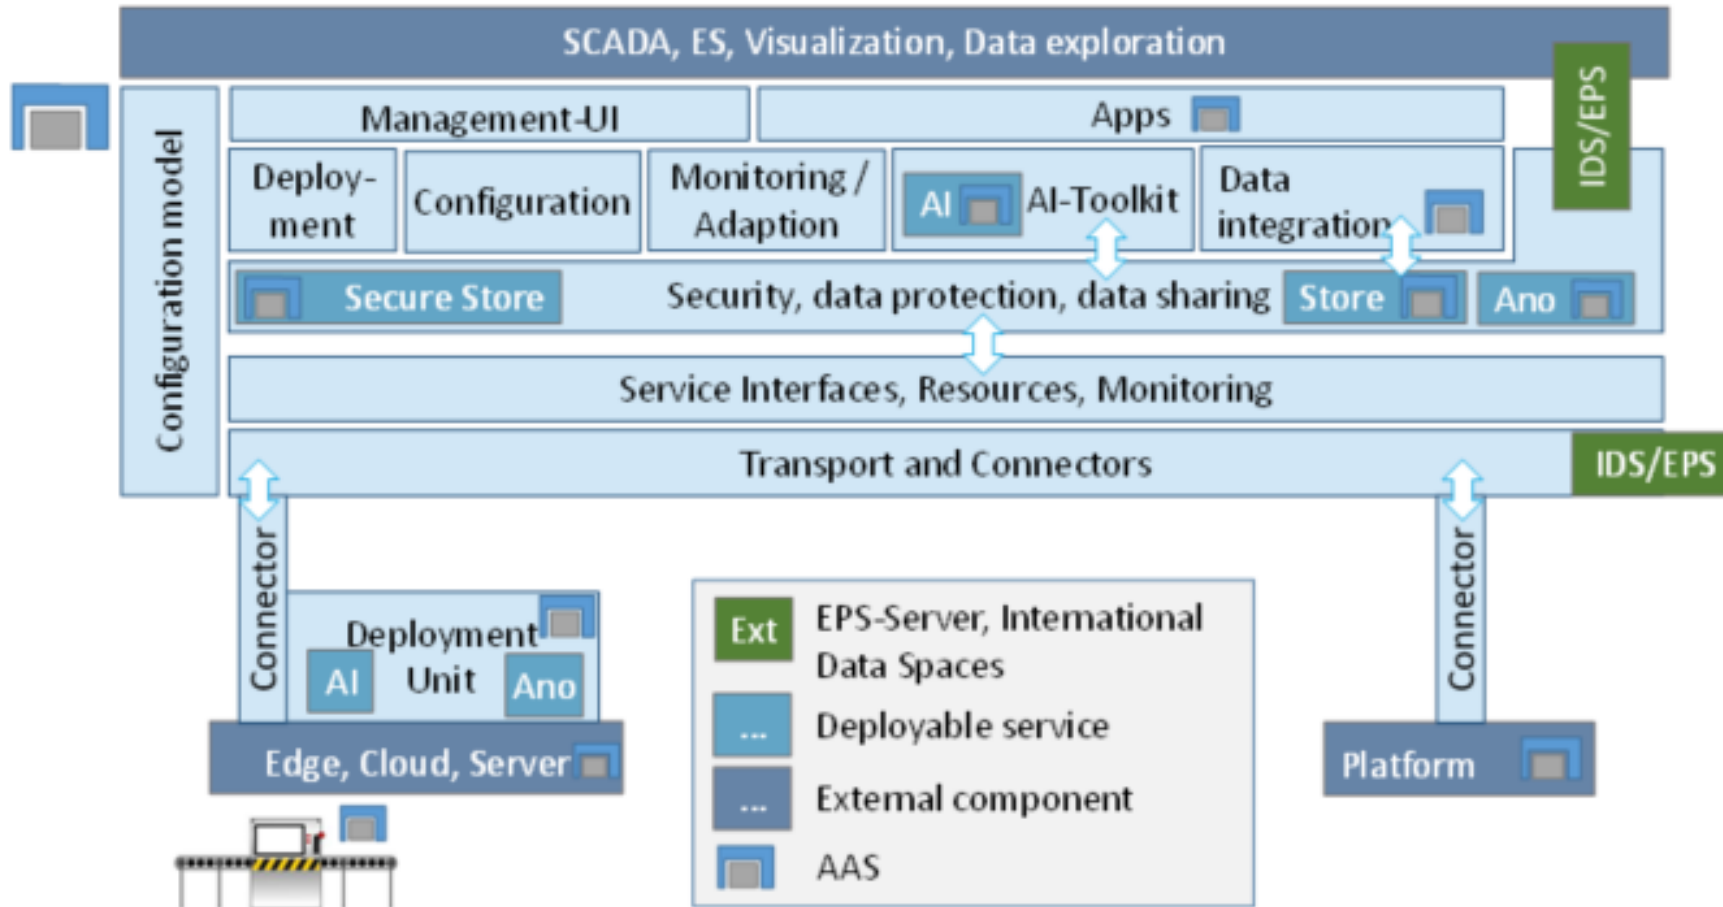 SCADA, ES, Visualization, Data exploration
IDS/EPS
Configuration model
Management-UI
Apps
Deploy-
ment
Configuration
Monitoring /
Adaption
AI
AI-Toolkit
Data
integration
Secure Store
Security, data protection, data sharing
Store
Ano
Service Interfaces, Resources, Monitoring
Transport and Connectors
IDS/EPS
Connector
Deployment
Unit
AI
Ano
Edge, Cloud, Server
Connector
Platform
Ext
EPS-Server, International
Data Spaces
...
Deployable service
...
External component
AAS